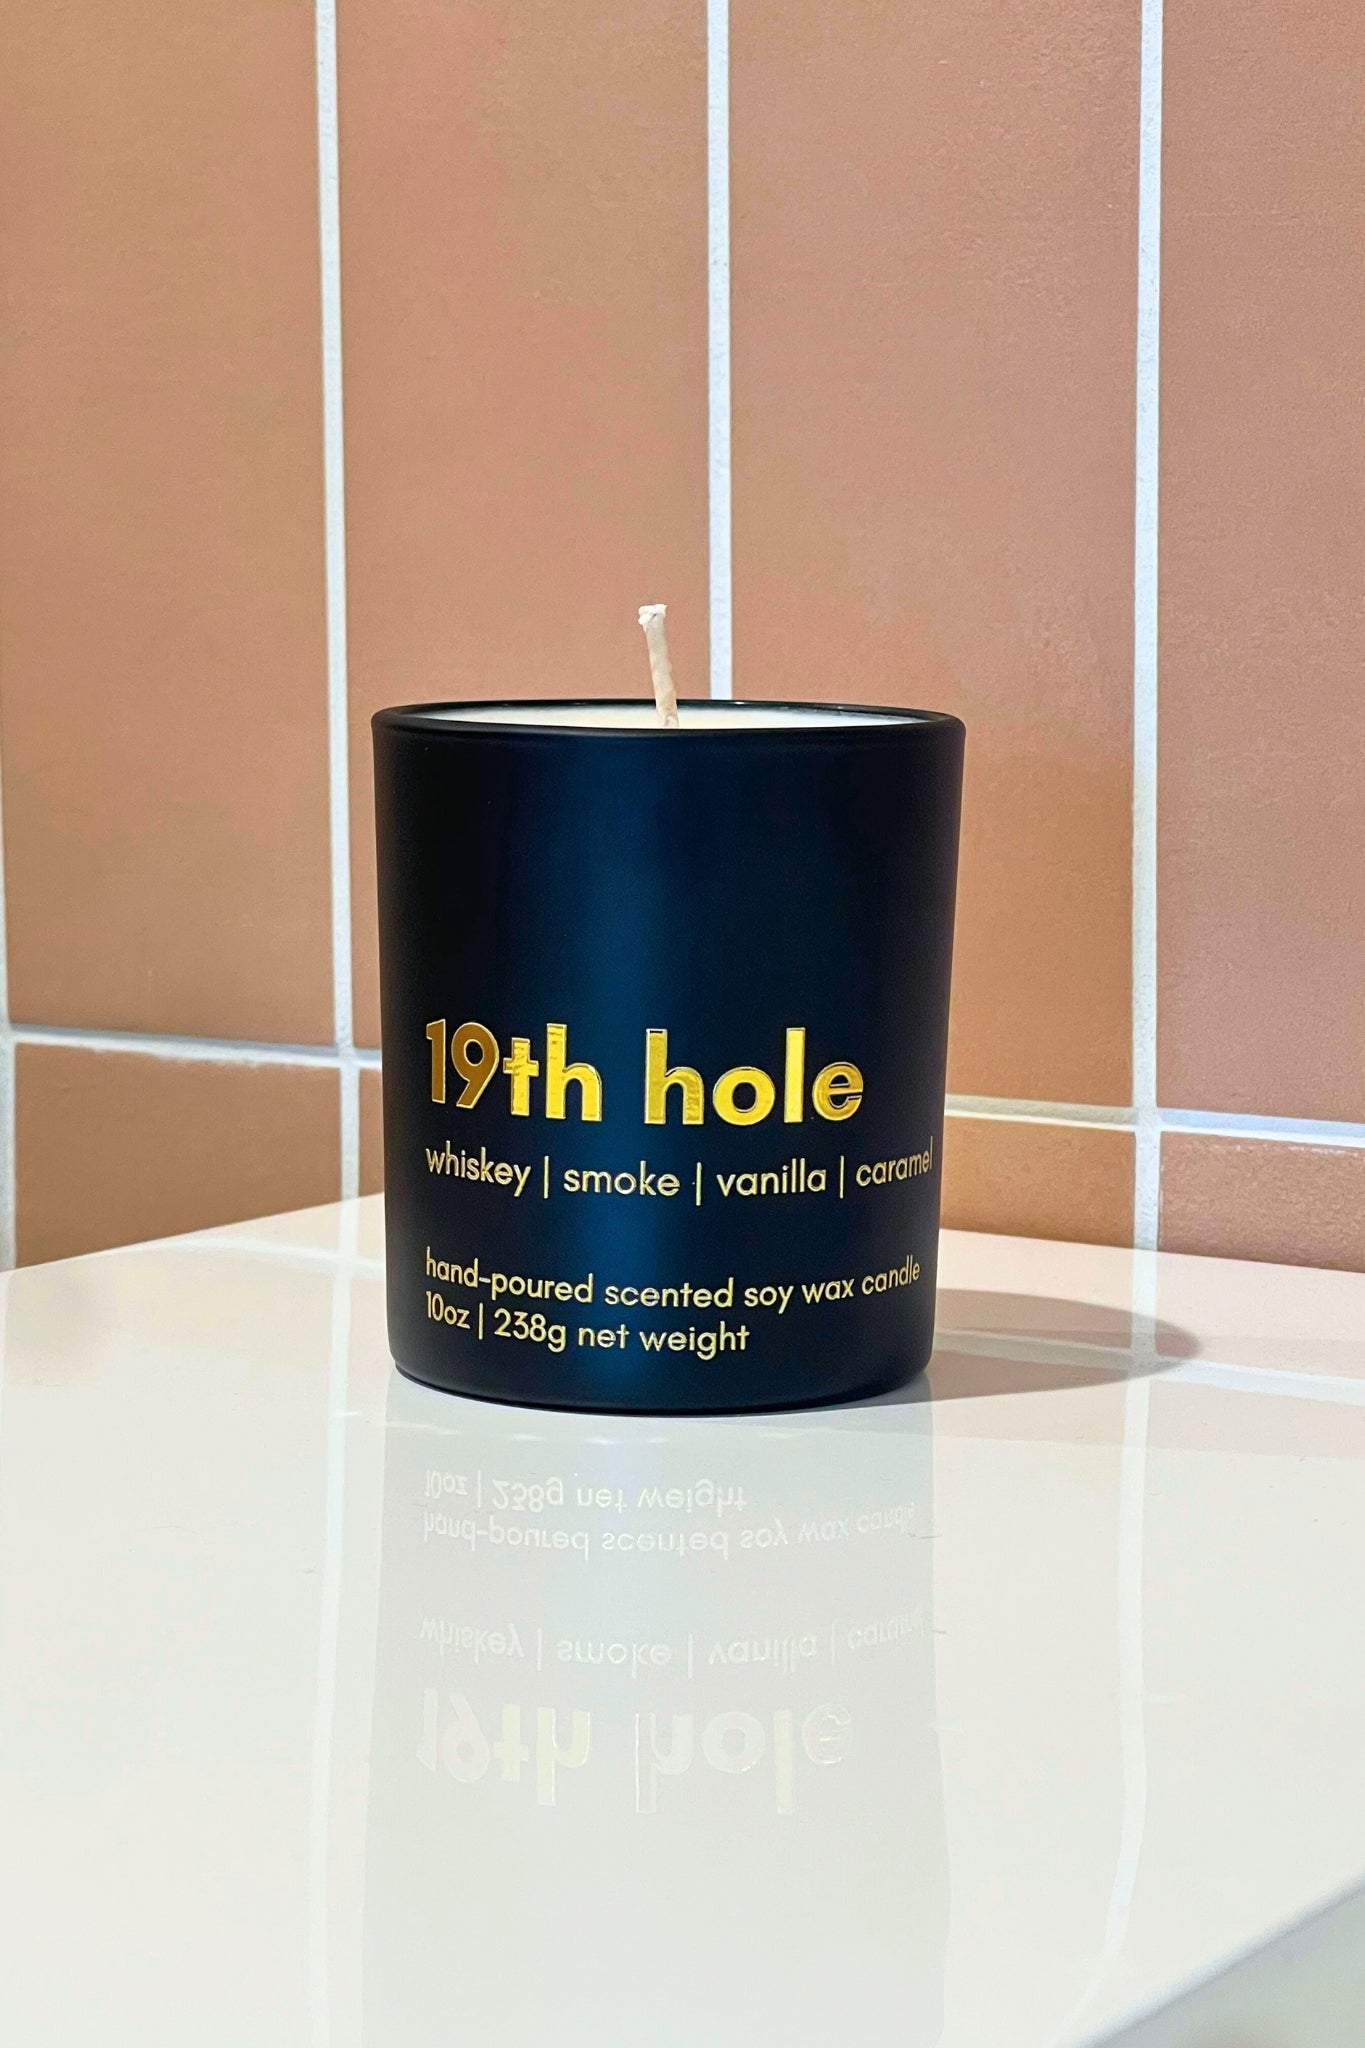 19th hole
whiskey | smoke | vanilla | caramel
hand-poured scented soy wax candle
10oz | 238g net weight